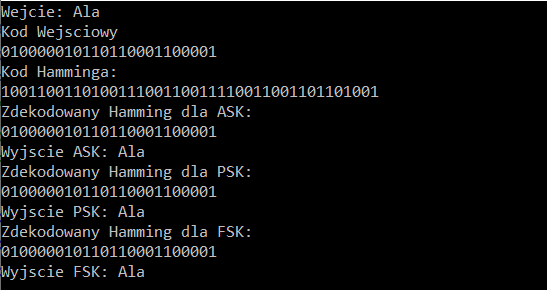 Wejcie: Ala
Kod Wejsciowy
010000010110110001100001
Kod Hamminga:
100110011010011100110011110011001101101001
Zdekodowany Hamming dla ASK:
010000010110110001100001
Wyjscie ASK: Ala
Zdekodowany Hamming dla PSK:
010000010110110001100001
Wyjscie PSK: Ala
Zdekodowany Hamming dla FSK:
010000010110110001100001
Wyjscie FSK: Ala